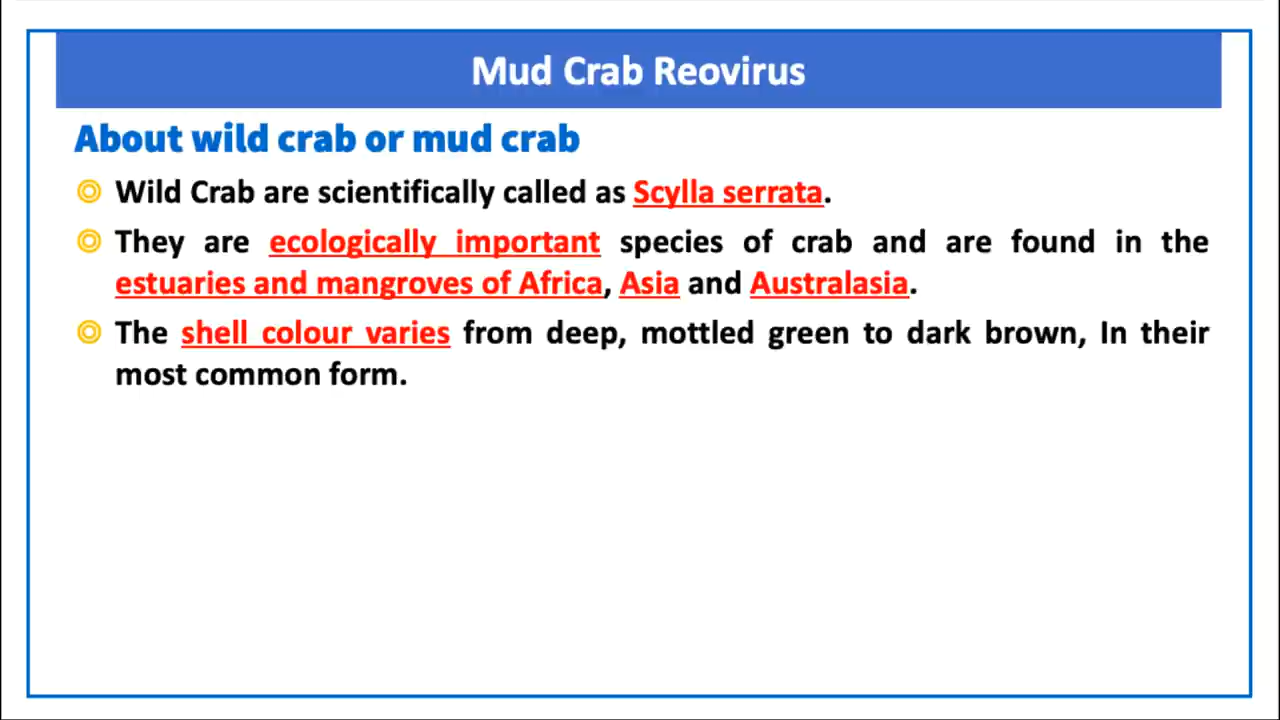 Mud Crab Reovirus
About wild crab or mud crab
Wild Crab are scientifically called as Scylla serrata.
They are ecologically important species of crab and are found in the
estuaries and mangroves of Africa, Asia and Australasia.
The shell colour varies from deep, mottled green to dark brown, In their
most common form.